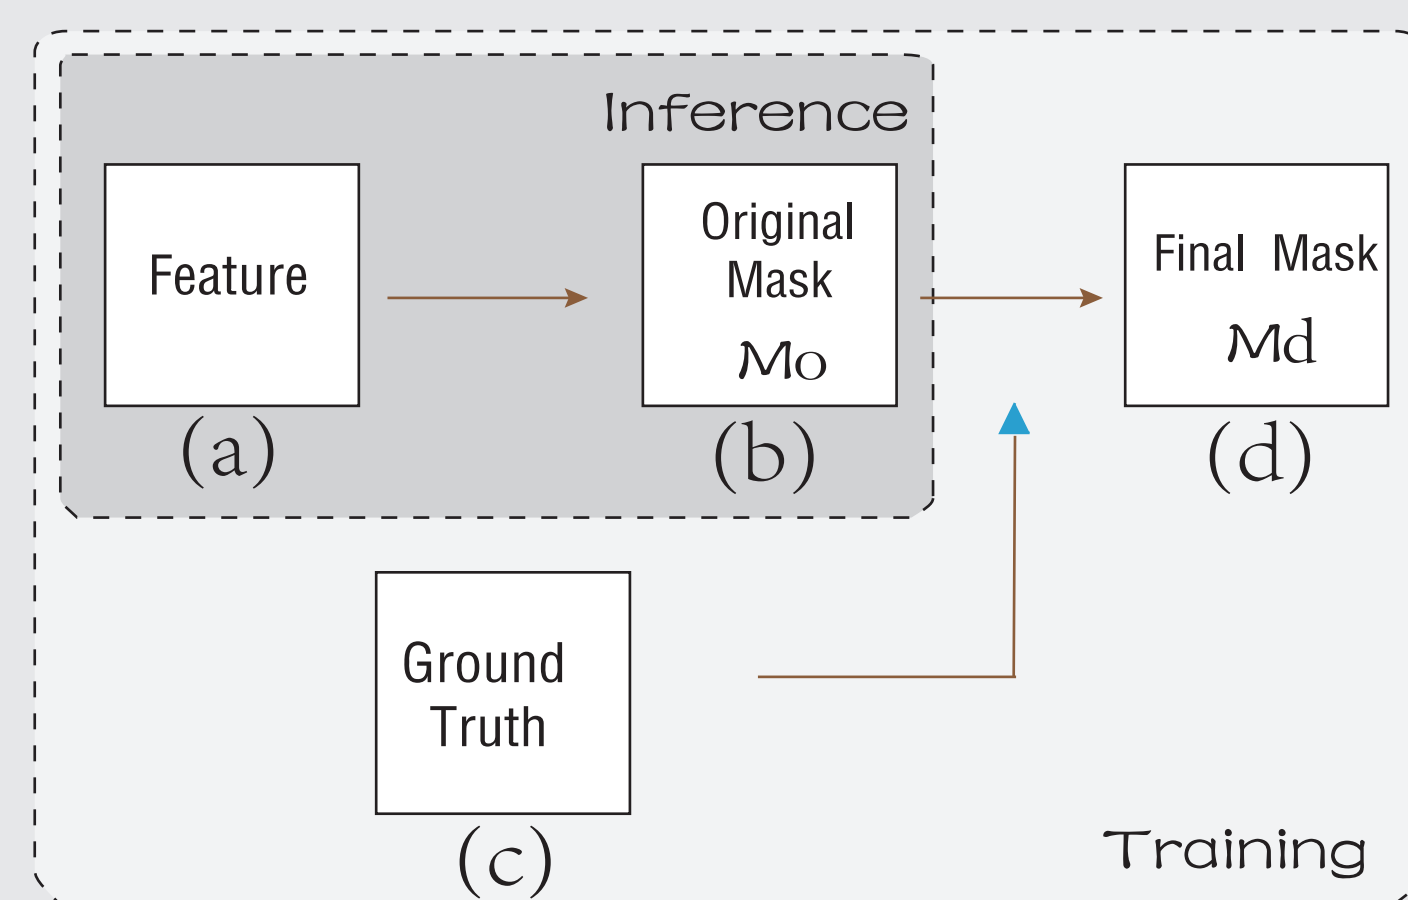 Inference
Feature
(a)
Original
Mask
Mo
(b)
Final Mask
Md
(d)
Ground
Truth
(c)
Training